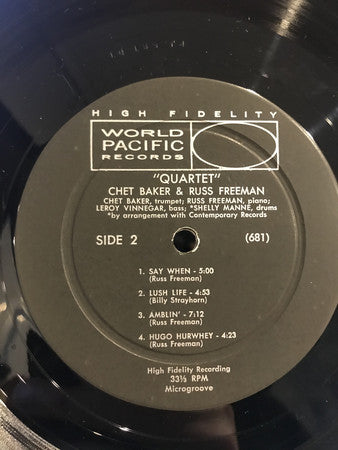 HIGH FIDELITY
WORLD
PACIFIC
RECORDS
"QUARTET"
CHET BAKER & RUSS FREEMAN
CHET BAKER, trumpet; RUSS FREEMAN, piano;
LEROY VINNEGAR, bass; *SHELLY MANNE, drums
*by arrangement with Contemporary Records
SIDE 2 (681)
1. SAY WHEN - 5:00
(Russ Freeman)
2. LUSH LIFE - 4:53
(Billy Strayhorn)
3. AMBLIN' - 7:12
(Russ Freeman)
4. HUGO HURWHEY - 4:23
(Russ Freeman)
High Fidelity Recording
33⅓ RPM
Microgroove